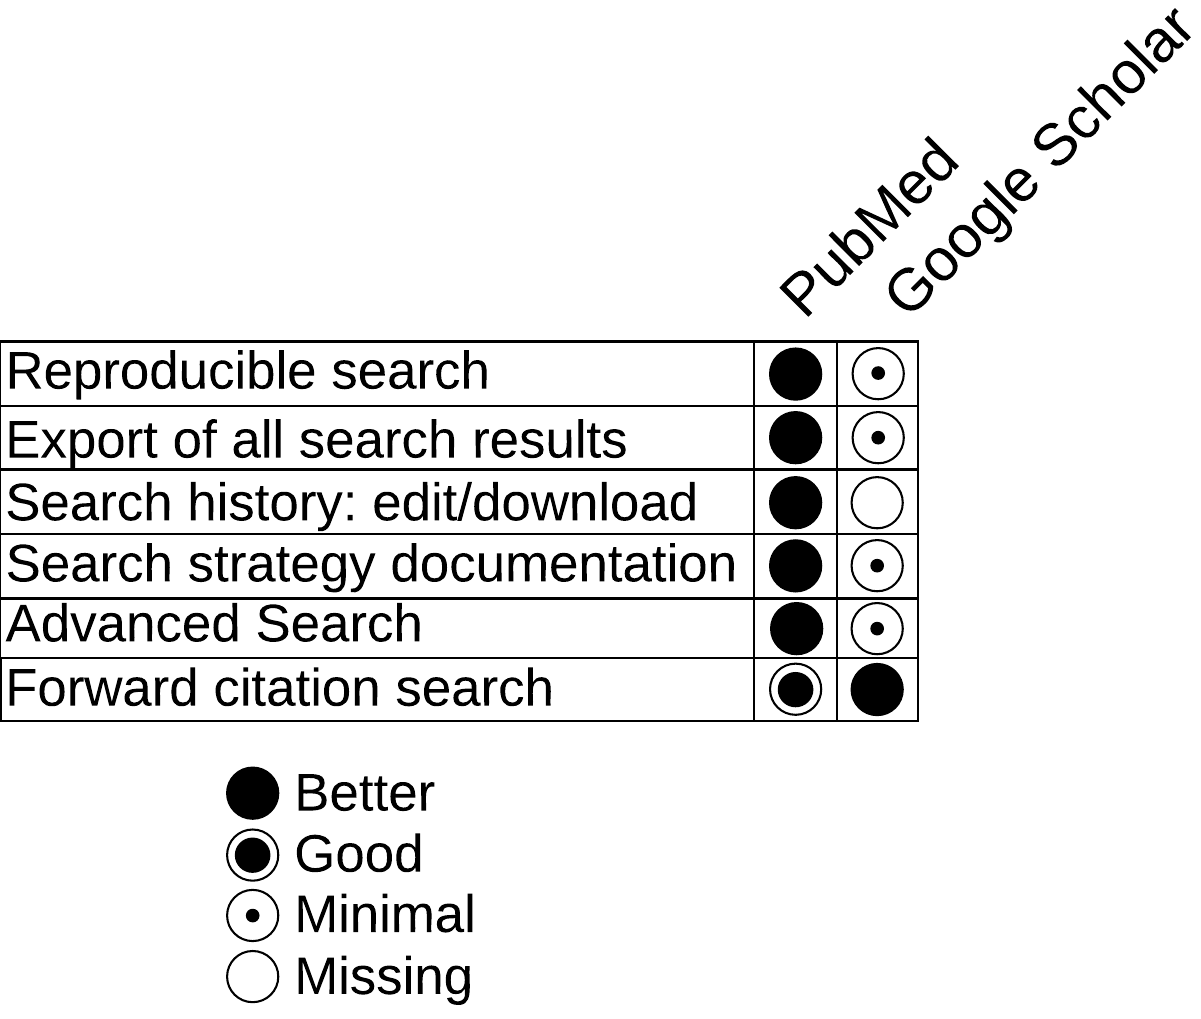 PubMed
Google Scholar
Reproducible search
Export of all search results
Search history: edit/download
Search strategy documentation
Advanced Search
Forward citation search
Better
Good
Minimal
Missing